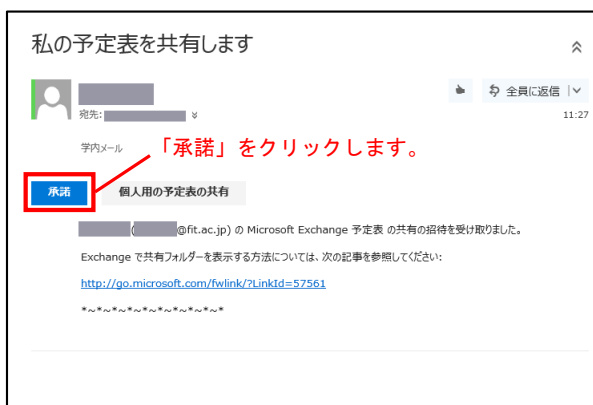 私の予定表を共有します
全員に返信
宛先:
11:27
学内メール
「承諾」をクリックします。
承諾
個人用の予定表の共有
( @fit.ac.jp) の Microsoft Exchange 予定表 の共有の招待を受け取りました。
Exchange で共有フォルダーを表示する方法については、次の記事を参照してください:
http://go.microsoft.com/fwlink/?LinkId=57561
*~*~*~*~*~*~*~*~*~*